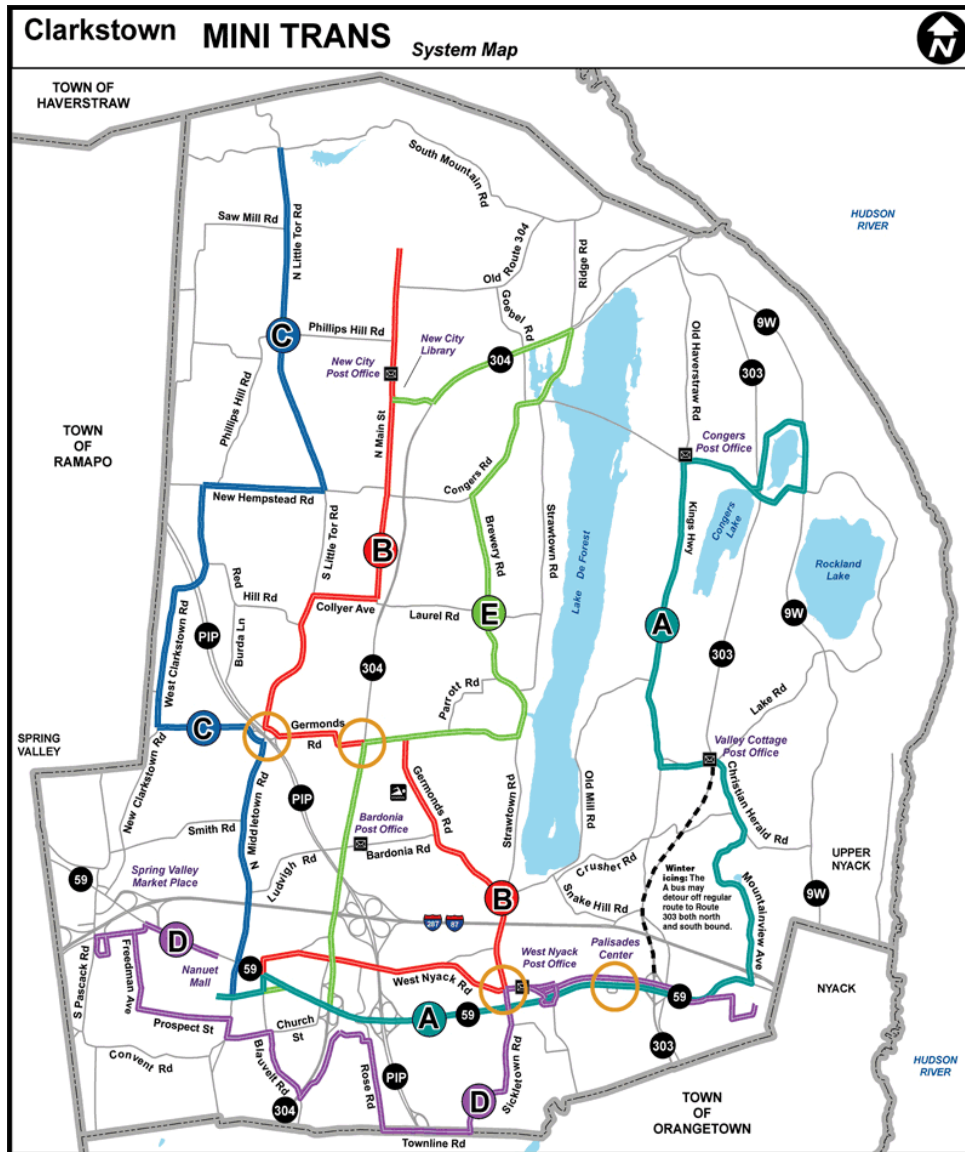 Clarkstown MINI TRANS System Map
N
TOWN OF
HAVERSTRAW
South Mountain Rd
HUDSON
RIVER
Saw Mill Rd
N Little Tor Rd
Old Route 304
Ridge Rd
Goebel Rd
9W
C
Phillips Hill Rd
New City
Library
New City
Post Office
304
Old Haverstraw Rd
303
Phillips Hill Rd
N Main St
TOWN
OF
RAMAPO
Congers
Post Office
New Hempstead Rd
Congers Rd
S Little Tor Rd
Brewery Rd
Strawtown Rd
Kings Hwy
Congers
Lake
B
Lake De Forest
Rockland
Lake
Red
Hill Rd
Collyer Ave
Laurel Rd
E
A
9W
PIP
Burda Ln
West Clarkstown Rd
304
303
Lake Rd
Parrott Rd
SPRING
VALLEY
C
Germonds
Rd
Valley Cottage
Post Office
New Clarkstown Rd
N Middletown Rd
PIP
Germonds Rd
Strawtown Rd
Old Mill Rd
Christian Herald Rd
Bardonia
Post Office
Smith Rd
Ludvigh Rd
Bardonia Rd
UPPER
NYACK
59
Spring Valley
Market Place
Crusher Rd
Snake Hill Rd
Winter
icing: The
A bus may
detour off regular
route to Route
303 both north
and south bound.
Mountainview Ave
9W
B
287
87
D
S Pascack Rd
Freedman Ave
Nanuet
Mall
59
West Nyack Rd
West Nyack
Post Office
Palisades
Center
59
NYACK
Prospect St
Church
St
A
59
Convent Rd
Blauvelt Rd
304
Rose Rd
PIP
Sickletown Rd
303
D
Townline Rd
TOWN
OF
ORANGETOWN
HUDSON
RIVER